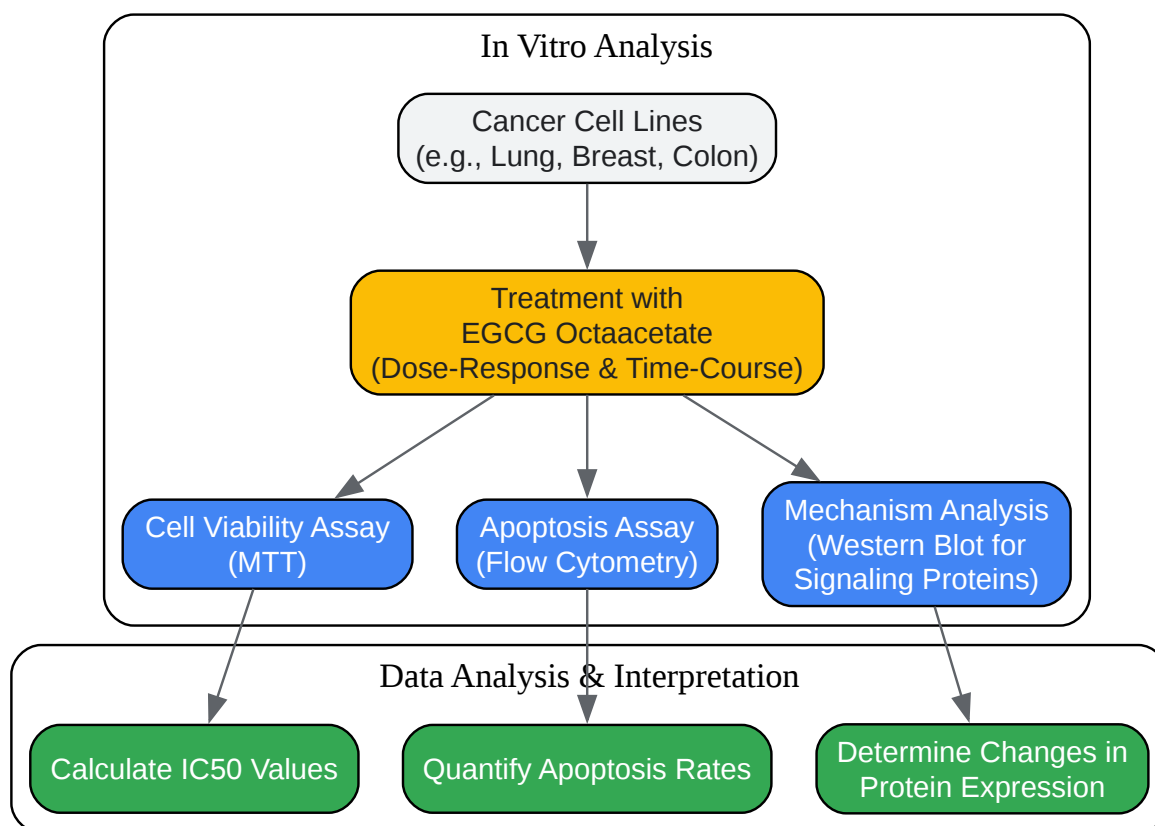 In Vitro Analysis
Cancer Cell Lines
(e.g., Lung, Breast, Colon)
Treatment with
EGCG Octaacetate
(Dose-Response & Time-Course)
Cell Viability Assay
(MTT)
Apoptosis Assay
(Flow Cytometry)
Mechanism Analysis
(Western Blot for
Signaling Proteins)
Data Analysis & Interpretation
Calculate IC50 Values
Quantify Apoptosis Rates
Determine Changes in
Protein Expression